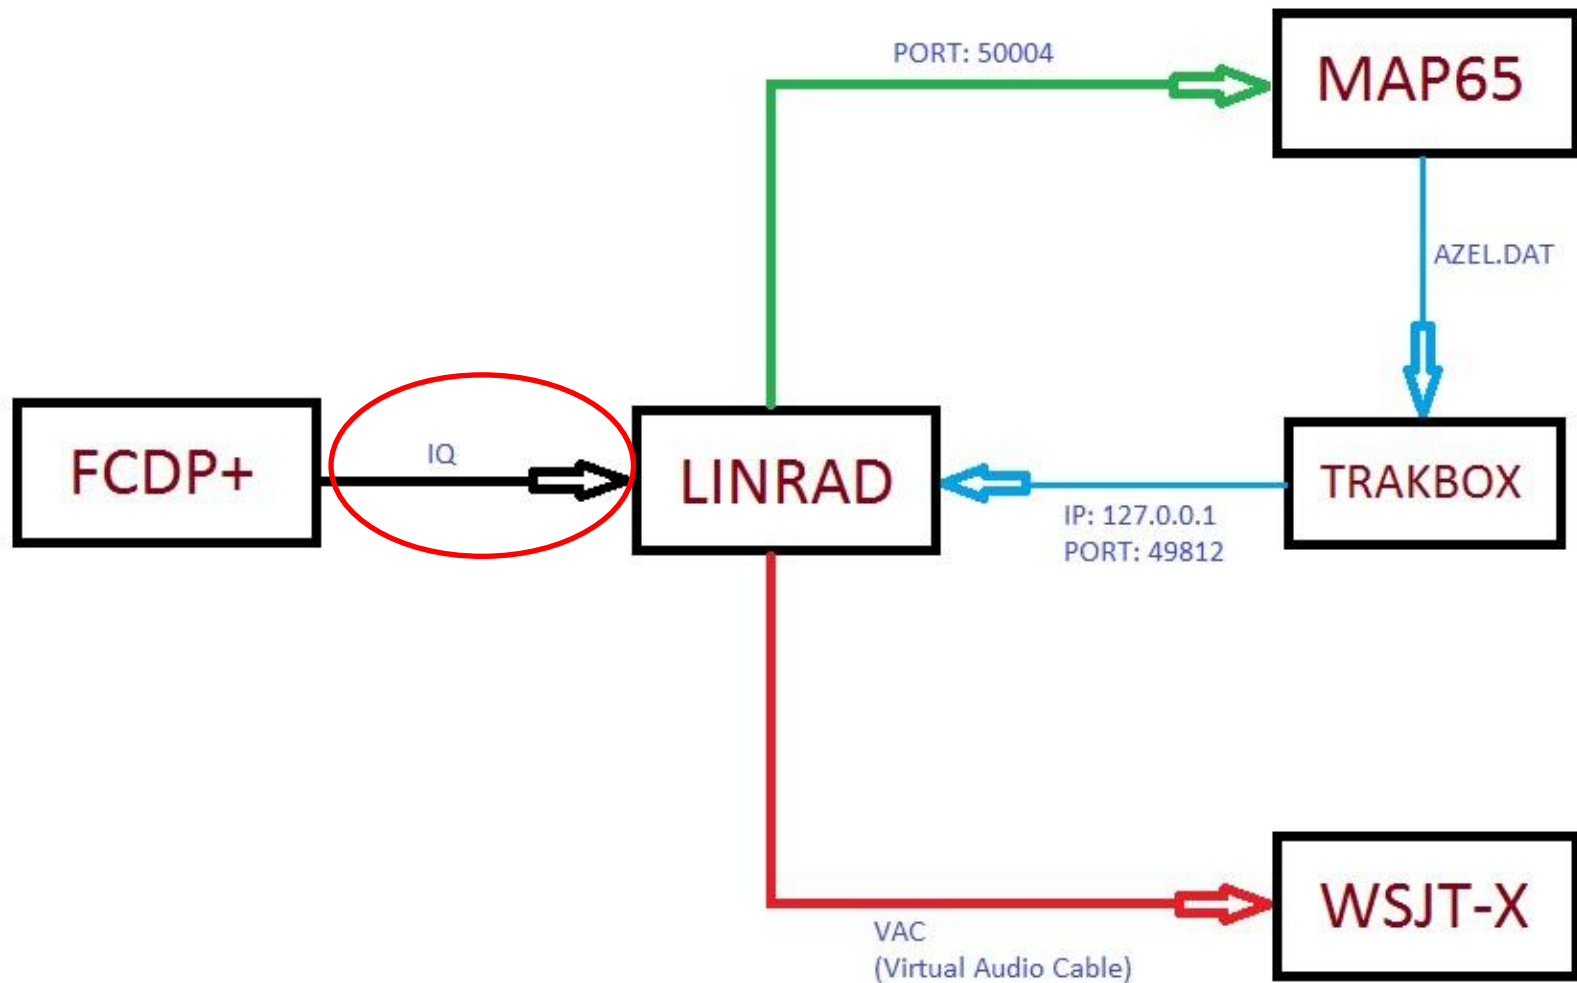 PORT: 50004
MAP65
AZEL.DAT
FCDP+
IQ
LINRAD
TRAKBOX
IP: 127.0.0.1
PORT: 49812
WSJT-X
VAC
(Virtual Audio Cable)